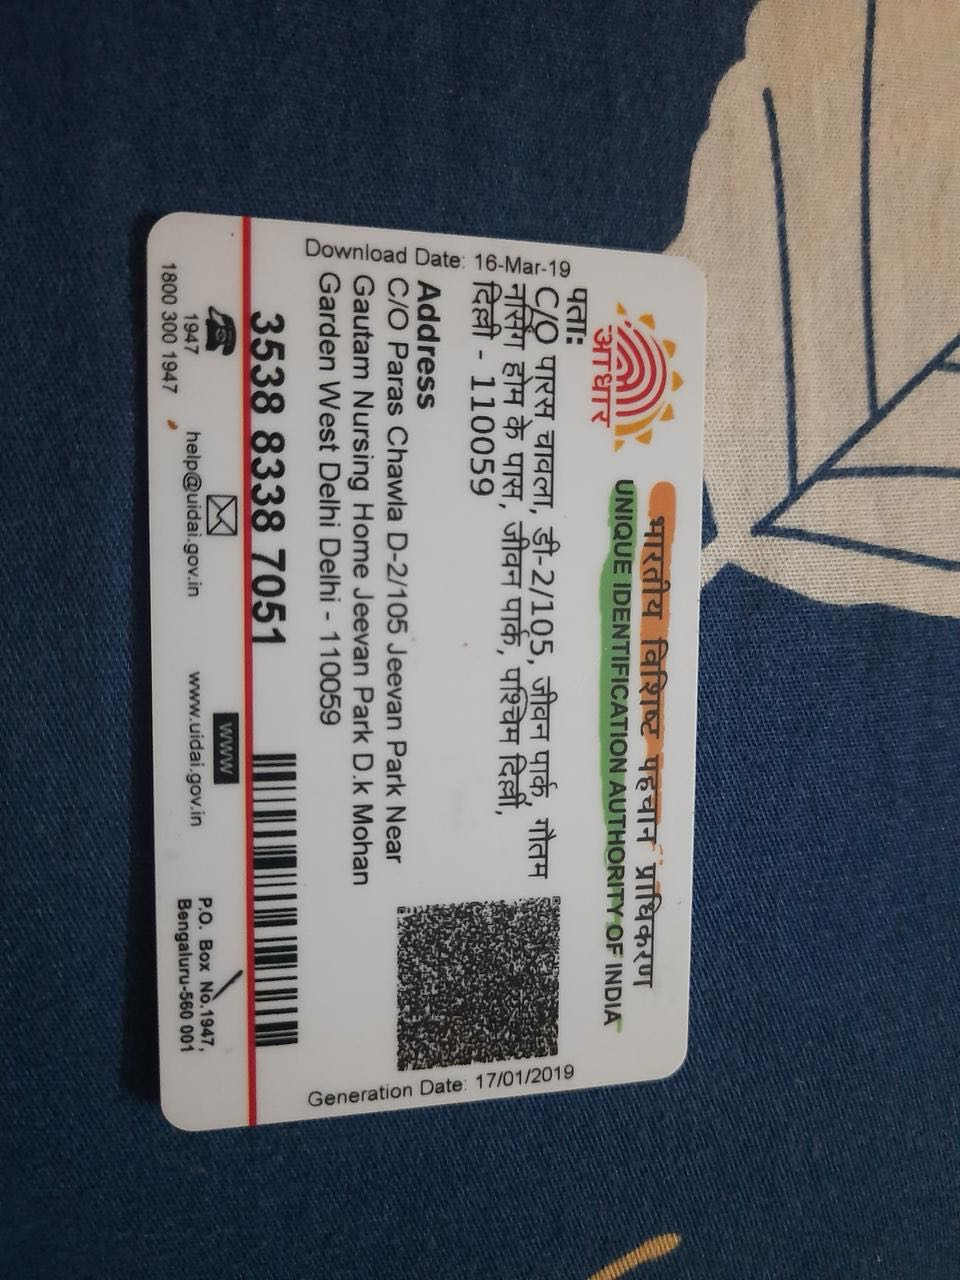 भारतीय विशिष्ट पहचान प्राधिकरण
UNIQUE IDENTIFICATION AUTHORITY OF INDIA
आधार
Download Date: 16-Mar-19
पता:
C/O पारस चावला, डी-2/105, जीवन पर्क, गौतम
नर्सिंग होम के पास, जीवन पार्क, पश्चिम दिल्ली,
दिल्ली - 110059
Address
C/O Paras Chawla D-2/105 Jeevan Park Near
Gautam Nursing Home Jeevan Park D.k Mohan
Garden West Delhi Delhi - 110059
Generation Date: 17/01/2019
3538 8338 7051
1947
1800 300 1947
help@uidai.gov.in
www
www.uidai.gov.in
P.O. Box No.1947,
Bengaluru-560 001